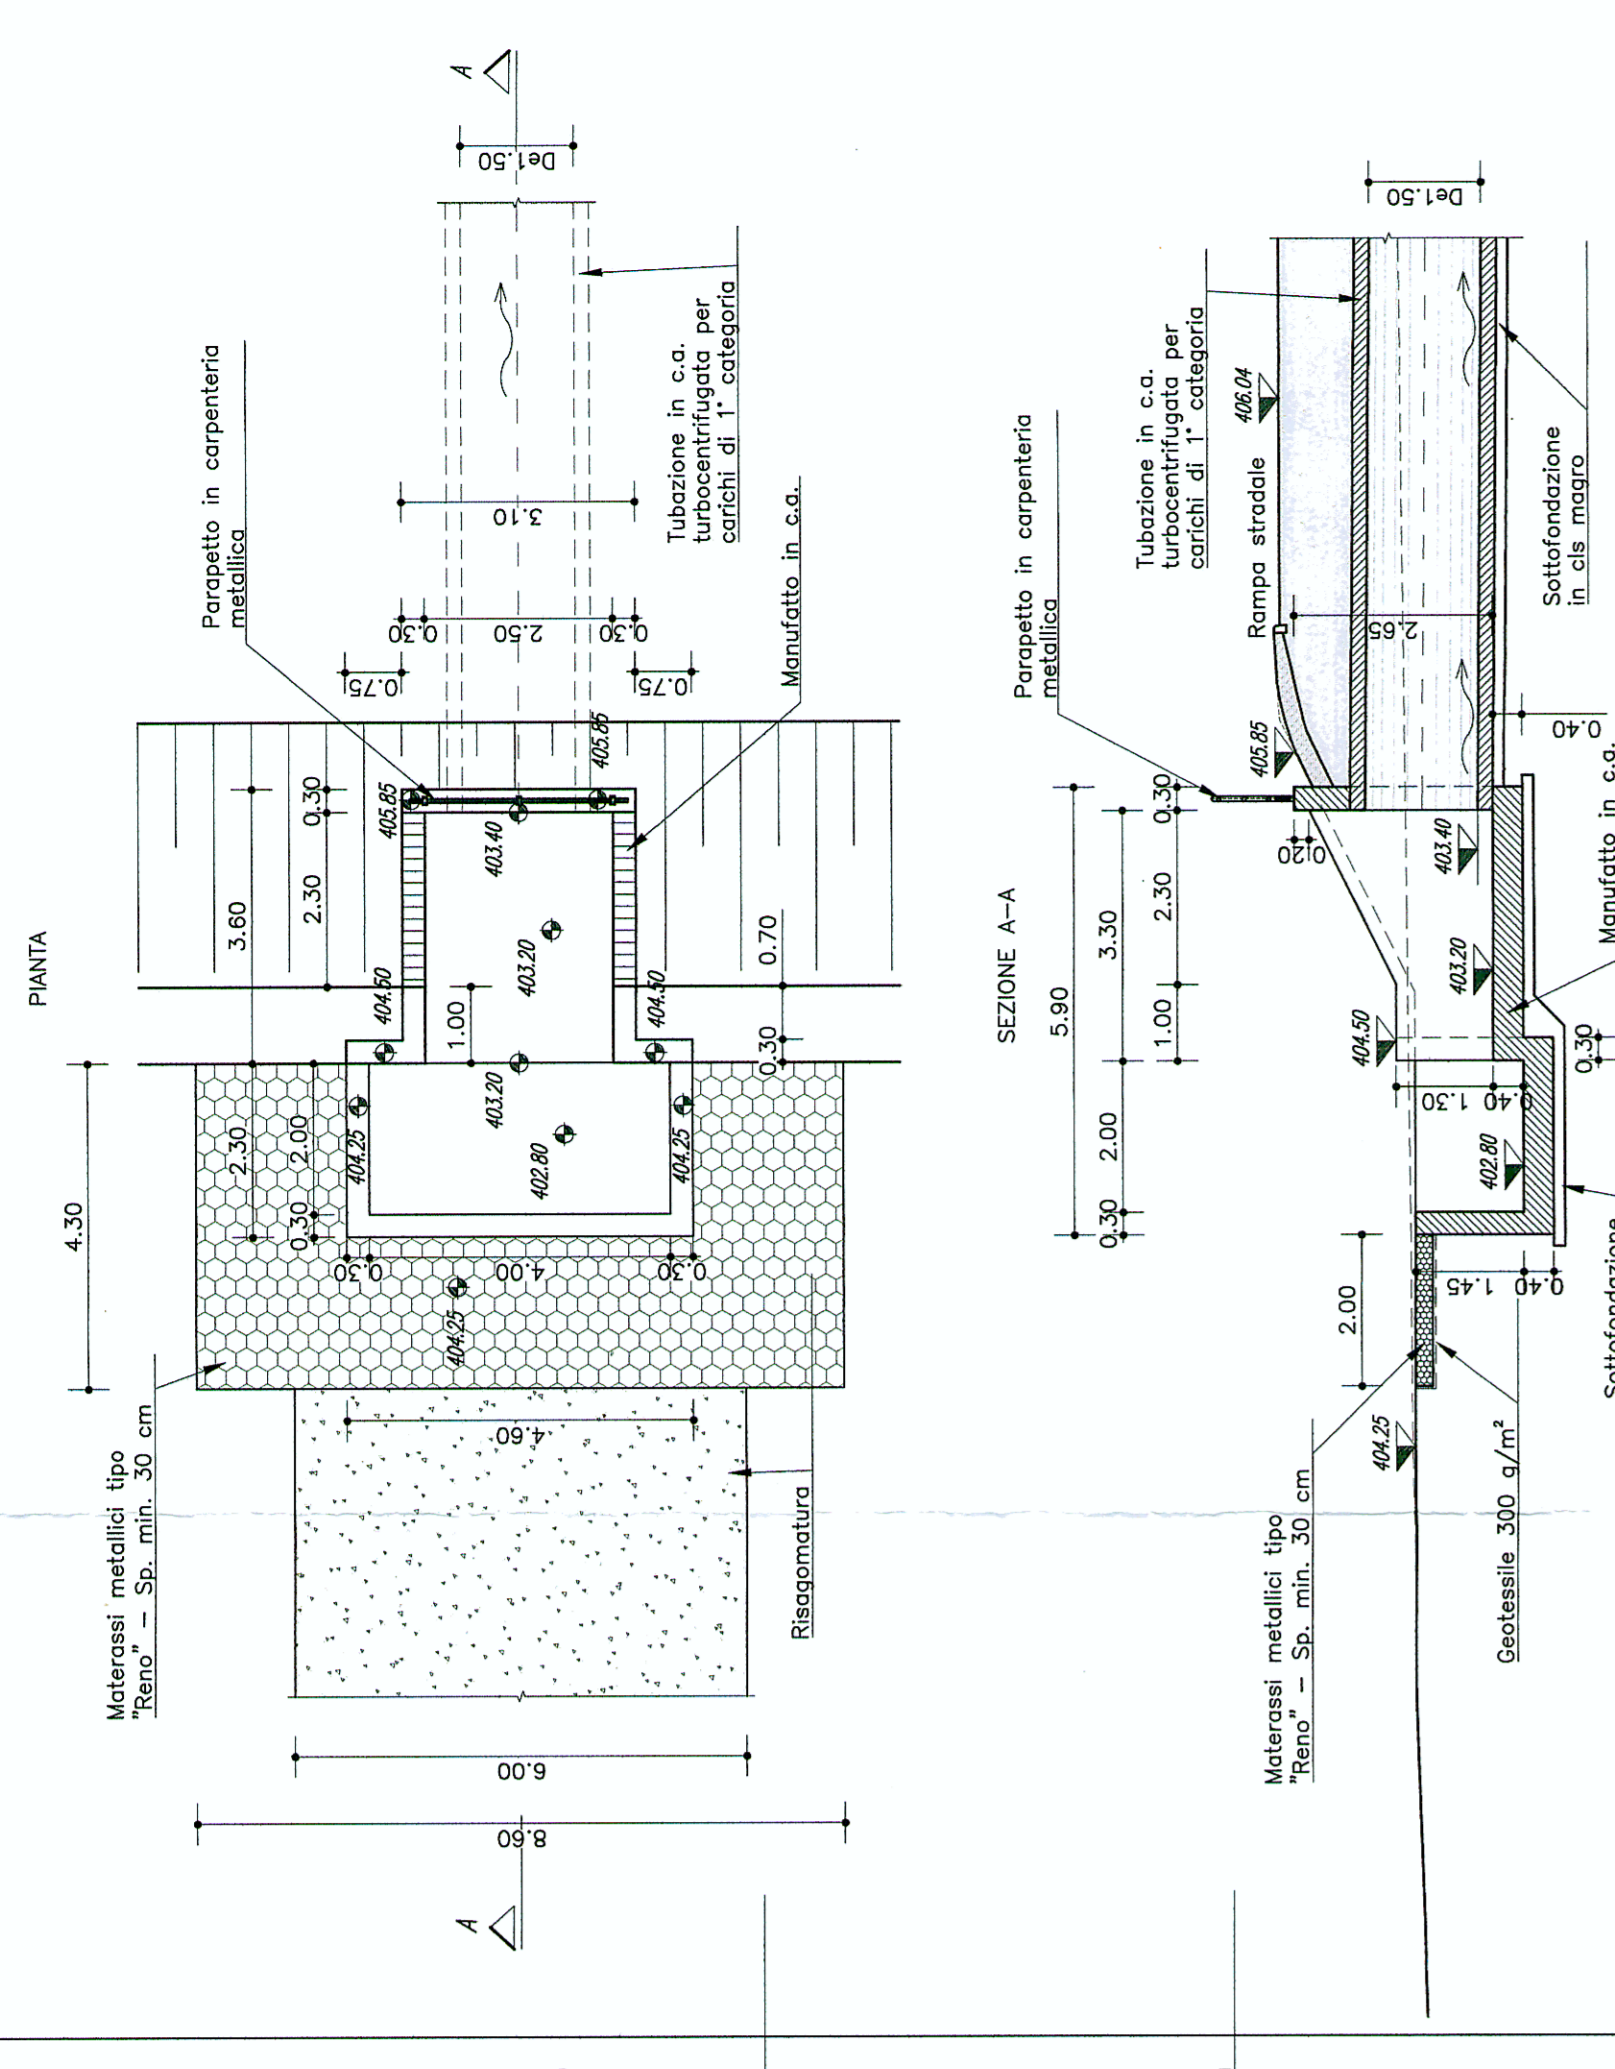 PIANTA
A
De1.50
Parapetto in carpenteria
metallica
Tubazione in c.a.
turbocentrifugata per
carichi di 1° categoria
3.10
0.30
2.50
0.30
0.75
0.75
Manufatto in c.a.
3.60
0.30
2.30
405.85
405.85
403.40
403.20
404.50
404.50
1.00
0.70
0.30
4.30
2.30
2.00
0.30
403.20
402.80
404.25
404.25
404.25
0.30
4.00
0.30
4.60
Materassi metallici tipo
"Reno" – Sp. min. 30 cm
Risagomatura
6.00
8.60
A
SEZIONE A–A
De1.50
Tubazione in c.a.
turbocentrifugata per
carichi di 1° categoria
Parapetto in carpenteria
metallica
Rampa stradale
406.04
405.85
2.65
Sottofondazione
in cls magro
0.40
Manufatto in c.a.
5.90
0.30
3.30
2.30
1.00
2.00
0.30
0.20
403.40
403.20
404.50
1.30
0.40
0.30
402.80
2.00
1.45
0.40
404.25
Materassi metallici tipo
"Reno" – Sp. min. 30 cm
Geotessile 300 g/m²
Sottofondazione